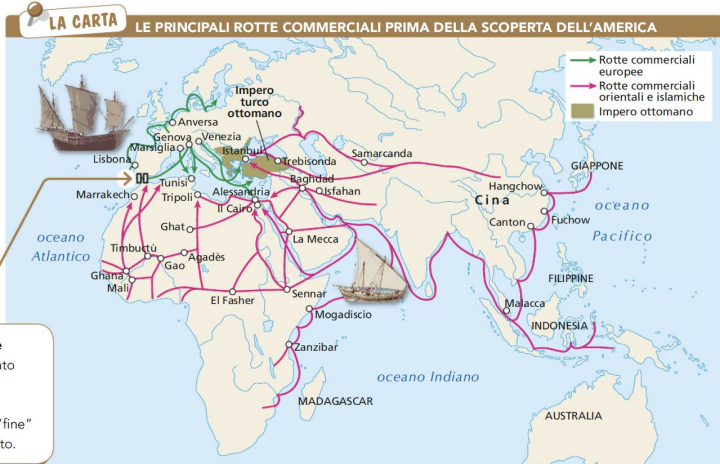 LA CARTA
LE PRINCIPALI ROTTE COMMERCIALI PRIMA DELLA SCOPERTA DELL'AMERICA
Rotte commerciali
europee
Rotte commerciali
orientali e islamiche
Impero ottomano
Impero
turco
ottomano
Anversa
Genova
Venezia
Marsiglia
Istanbul
Trebisonda
Samarcanda
Lisbona
GIAPPONE
Baghdad
Isfahan
Tunisi
Tripoli
Alessandria
Il Cairo
Marrakech
Hangchow
Cina
oceano
Pacifico
Canton
Fuchow
Ghat
La Mecca
oceano
Atlantico
Timbuctù
Gao
Agadès
Ghana
Mali
FILIPPINE
El Fasher
Sennar
Malacca
Mogadiscio
INDONESIA
Zanzibar
oceano Indiano
MADAGASCAR
AUSTRALIA
e
ato
"fine"
to.